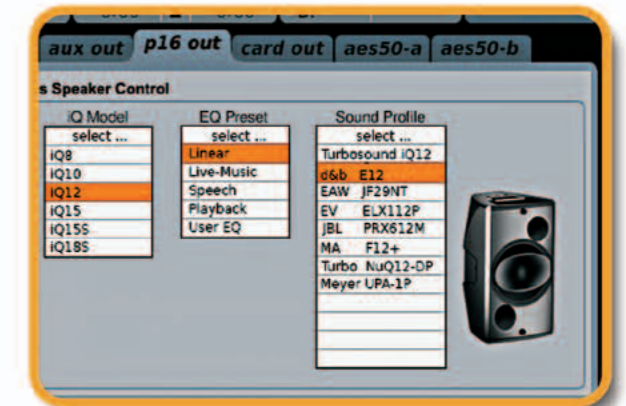 aux out p16 out card out aes50-a aes50-b
s Speaker Control
iQ Model
select ...
iQ8
iQ10
iQ12
iQ15
iQ15S
iQ18S
EQ Preset
select ...
Linear
Live-Music
Speech
Playback
User EQ
Sound Profile
select ...
Turbosound iQ12
d&b E12
EAW JF29NT
EV ELX112P
JBL PRX612M
MA F12+
Turbo NuQ12-DP
Meyer UPA-1P